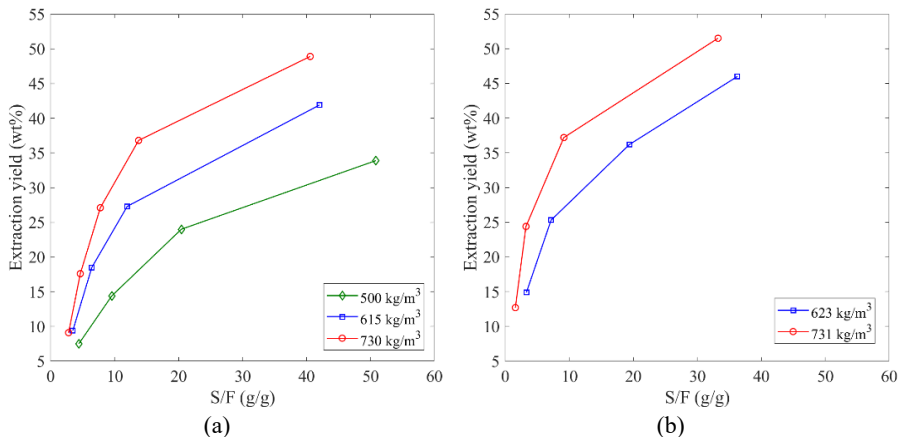 55
50
45
40
35
30
25
20
15
10
5
Extraction yield (wt%)
0 10 20 30 40 50 60
S/F (g/g)
500 kg/m³
615 kg/m³
730 kg/m³
(a)
55
50
45
40
35
30
25
20
15
10
5
Extraction yield (wt%)
0 10 20 30 40 50 60
S/F (g/g)
623 kg/m³
731 kg/m³
(b)